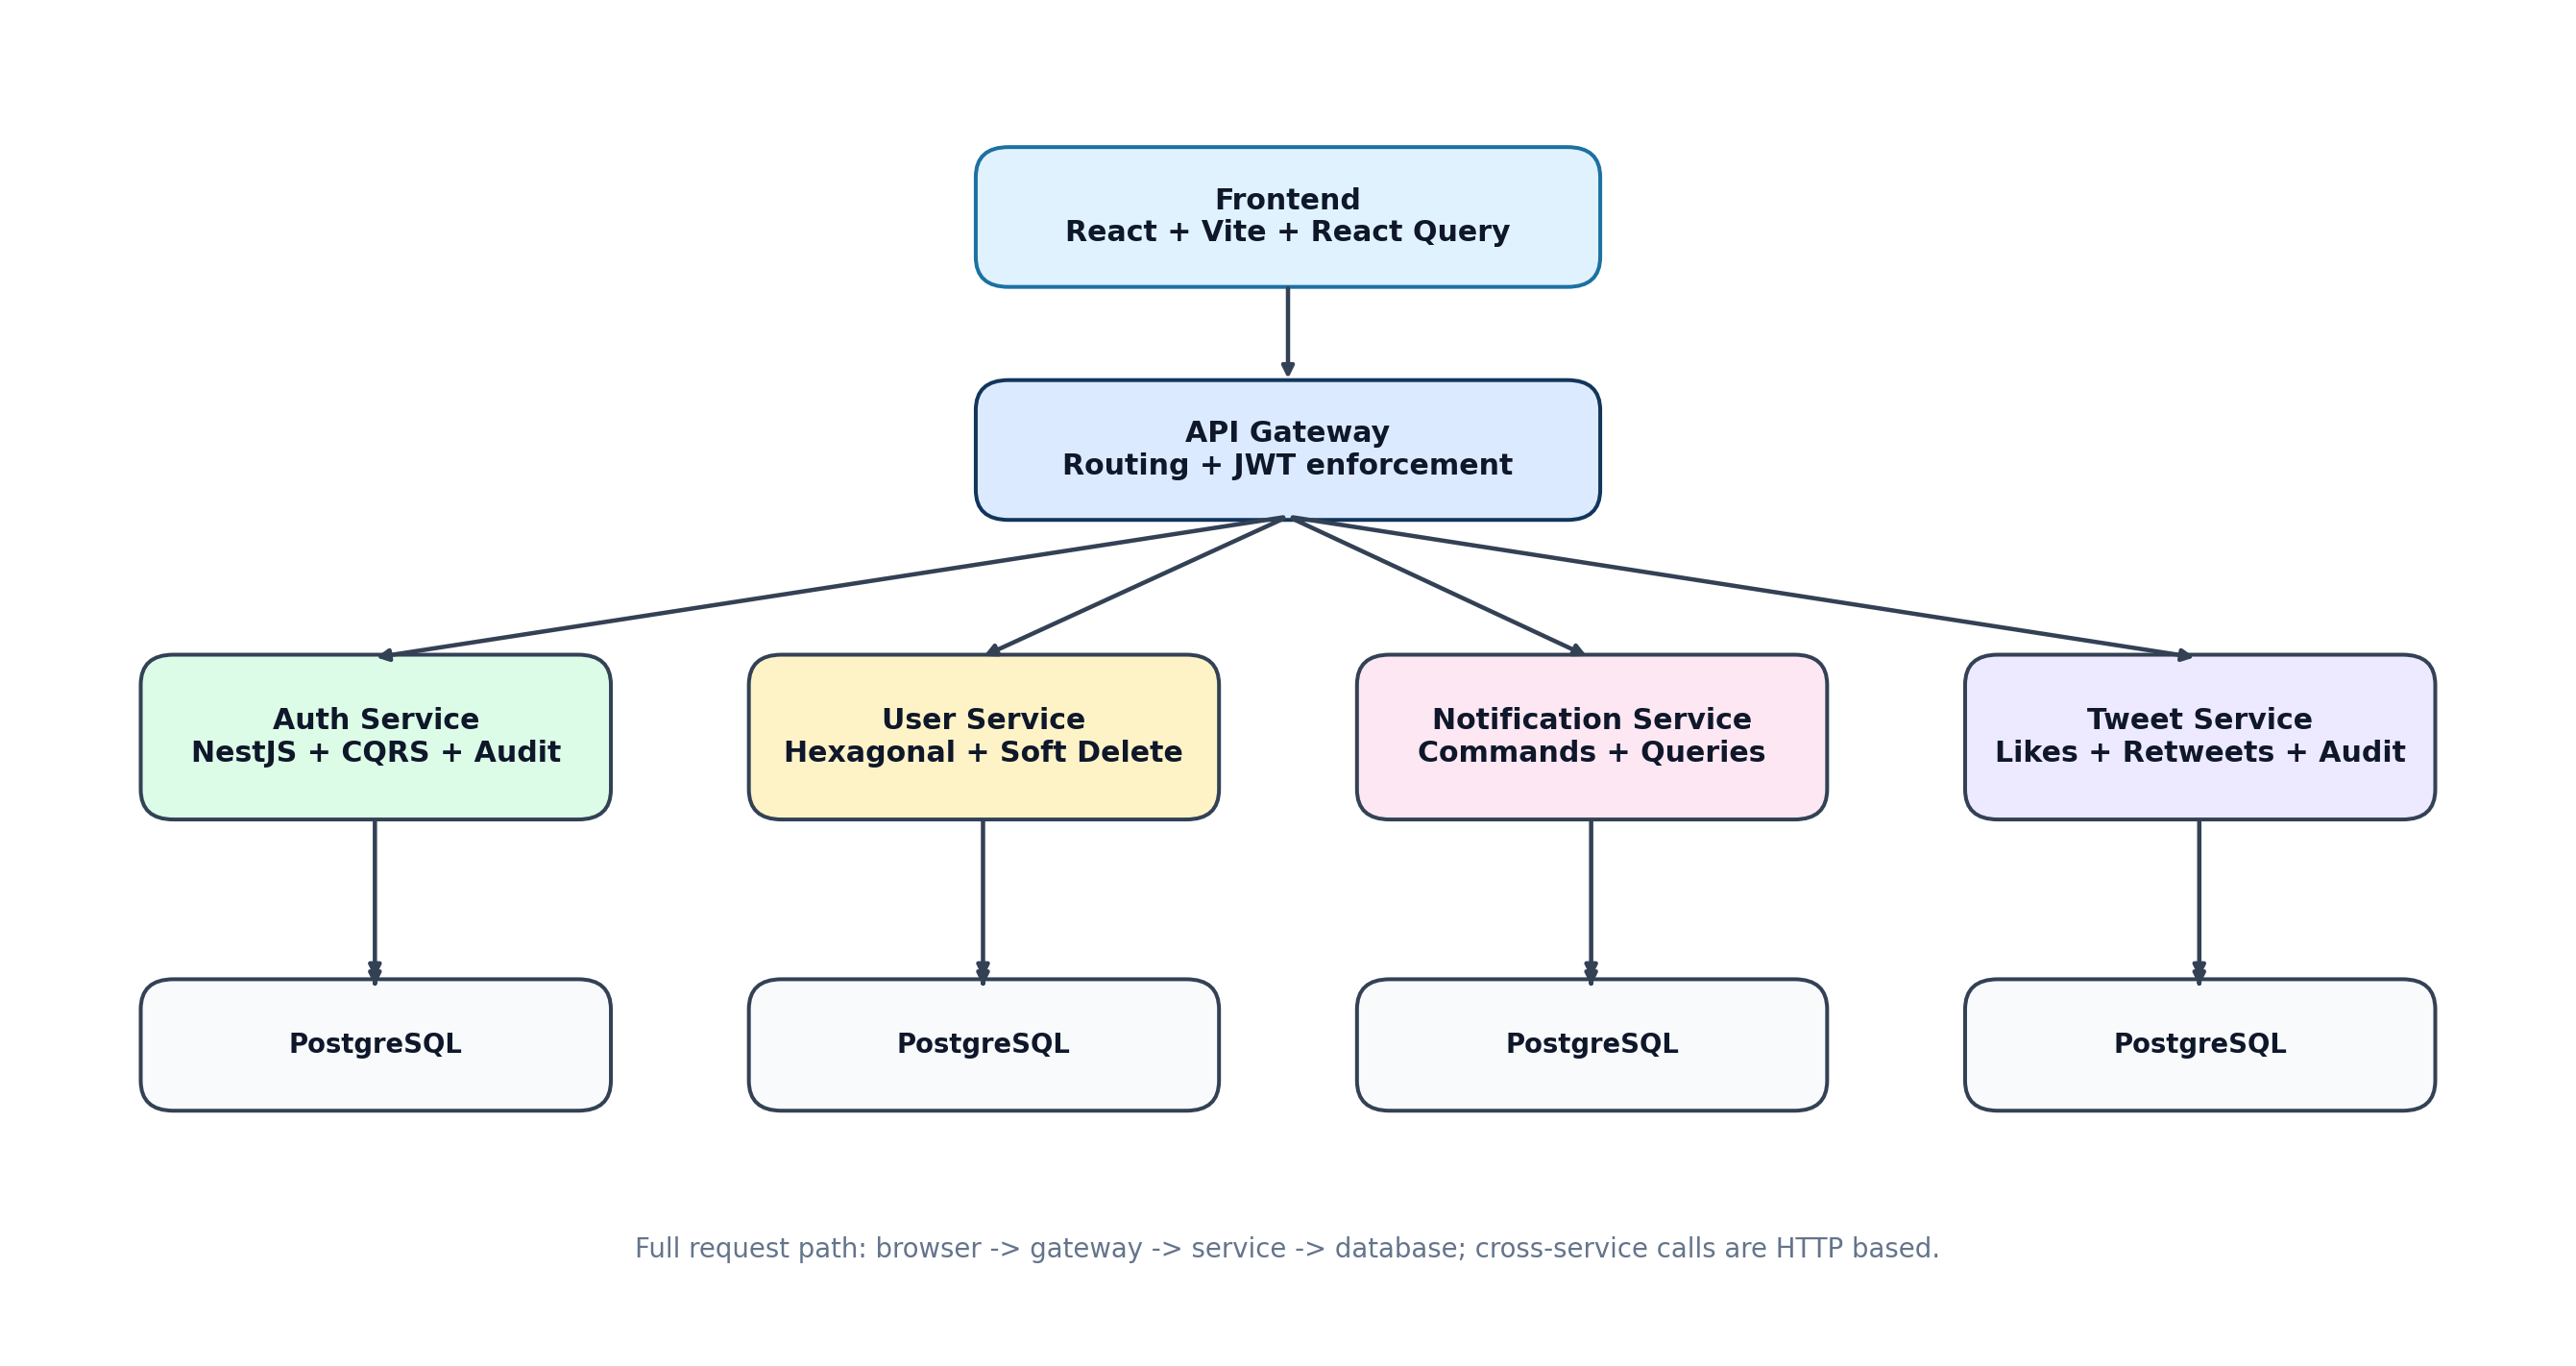 Frontend
React + Vite + React Query
API Gateway
Routing + JWT enforcement
Auth Service
NestJS + CQRS + Audit
User Service
Hexagonal + Soft Delete
Notification Service
Commands + Queries
Tweet Service
Likes + Retweets + Audit
PostgreSQL
PostgreSQL
PostgreSQL
PostgreSQL
Full request path: browser -> gateway -> service -> database; cross-service calls are HTTP based.